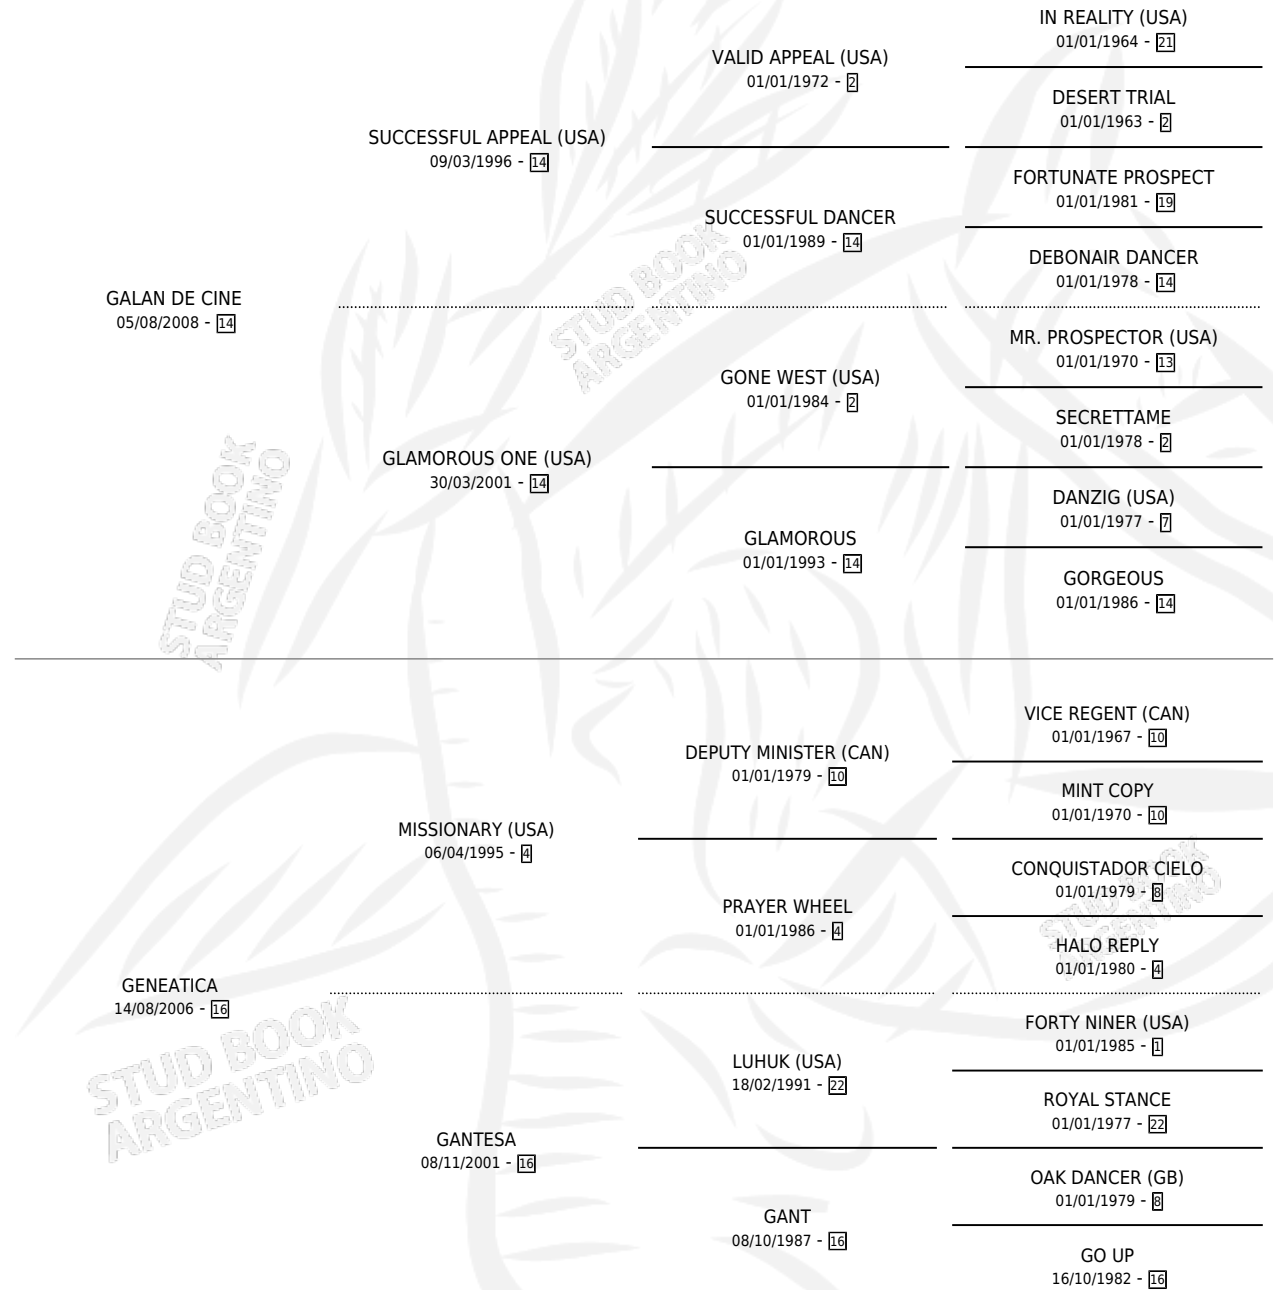 IN REALITY (USA)
01/01/1964 - 21
VALID APPEAL (USA)
01/01/1972 - 2
DESERT TRIAL
01/01/1963 - 2
SUCCESSFUL APPEAL (USA)
09/03/1996 - 14
FORTUNATE PROSPECT
01/01/1981 - 19
SUCCESSFUL DANCER
01/01/1989 - 14
DEBONAIR DANCER
01/01/1978 - 14
GALAN DE CINE
05/08/2008 - 14
STUD BOOK
ARGENTINO
MR. PROSPECTOR (USA)
01/01/1970 - 13
GONE WEST (USA)
01/01/1984 - 2
SECRETTAME
01/01/1978 - 2
GLAMOROUS ONE (USA)
30/03/2001 - 14
DANZIG (USA)
01/01/1977 - 7
GLAMOROUS
01/01/1993 - 14
GORGEOUS
01/01/1986 - 14
STUD BOOK
ARGENTINO
VICE REGENT (CAN)
01/01/1967 - 10
DEPUTY MINISTER (CAN)
01/01/1979 - 10
MINT COPY
01/01/1970 - 10
MISSIONARY (USA)
06/04/1995 - 4
CONQUISTADOR CIELO
01/01/1979 - 8
PRAYER WHEEL
01/01/1986 - 4
STUD BOOK
ARGENTINO
HALO REPLY
01/01/1980 - 4
GENEATICA
14/08/2006 - 16
STUD BOOK
ARGENTINO
FORTY NINER (USA)
01/01/1985 - 1
LUHUK (USA)
18/02/1991 - 22
ROYAL STANCE
01/01/1977 - 22
GANTESA
08/11/2001 - 16
OAK DANCER (GB)
01/01/1979 - 8
GANT
08/10/1987 - 16
GO UP
16/10/1982 - 16